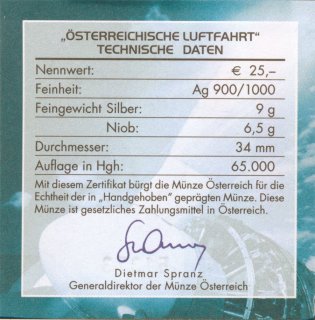 „ÖSTERREICHISCHE LUFTFAHRT"
TECHNISCHE DATEN
Nennwert: € 25,–
Feinheit: Ag 900/1000
Feingewicht Silber: 9 g
Niob: 6,5 g
Durchmesser: 34 mm
Auflage in Hgh: 65.000
Mit diesem Zertifikat bürgt die Münze Österreich für die
Echtheit der in „Handgehoben" geprägten Münze. Diese
Münze ist gesetzliches Zahlungsmittel in Österreich.
Dietmar Spranz
Generaldirektor der Münze Österreich